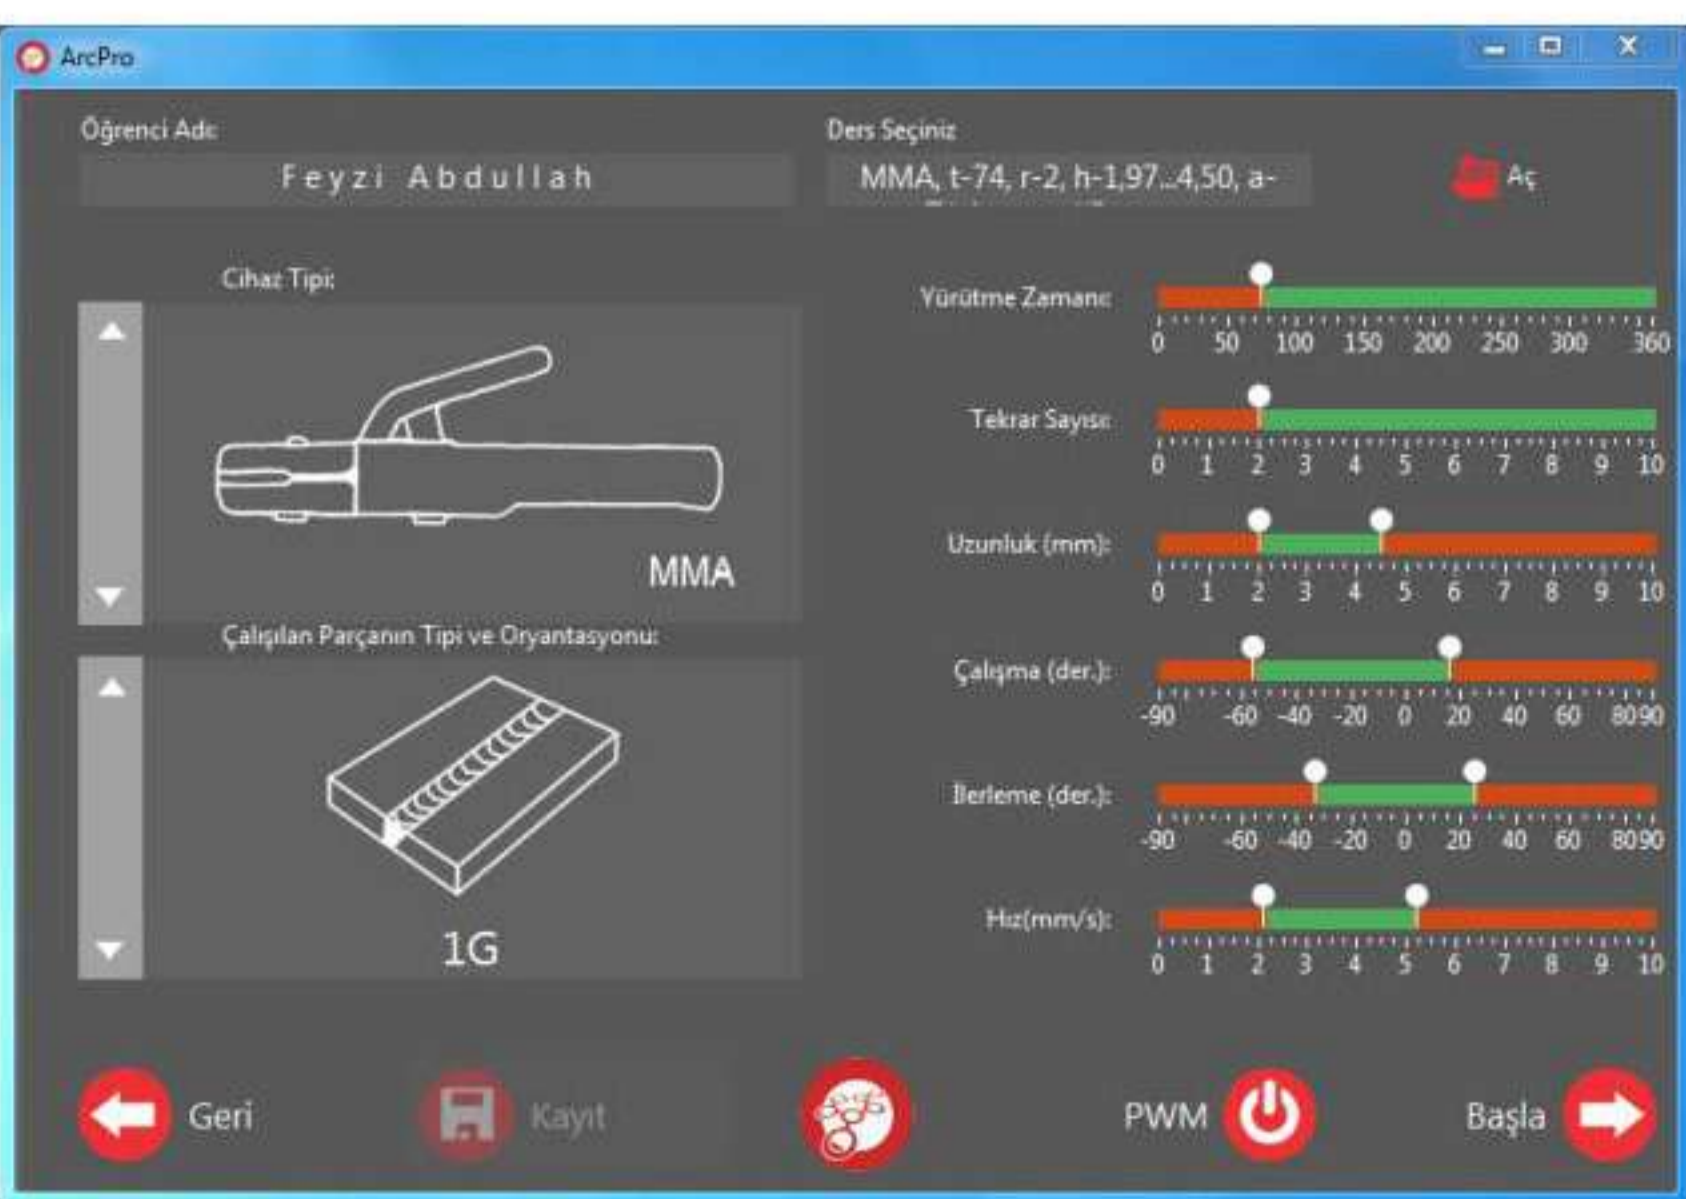 ArcPro
Öğrenci Adı:
Feyzi Abdullah
Ders Seçiniz
MMA, t-74, r-2, h-1,97...4,50, a-
Aç
Cihaz Tipi:
MMA
Çalışılan Parçanın Tipi ve Oryantasyonu:
1G
Yürütme Zamanı:
0 50 100 150 200 250 300 360
Tekrar Sayısı:
0 1 2 3 4 5 6 7 8 9 10
Uzunluk (mm):
0 1 2 3 4 5 6 7 8 9 10
Çalışma (der.):
-90 -60 -40 -20 0 20 40 60 8090
İlerleme (der.):
-90 -60 -40 -20 0 20 40 60 8090
Hız(mm/s):
0 1 2 3 4 5 6 7 8 9 10
Geri
Kayıt
PWM
Başla